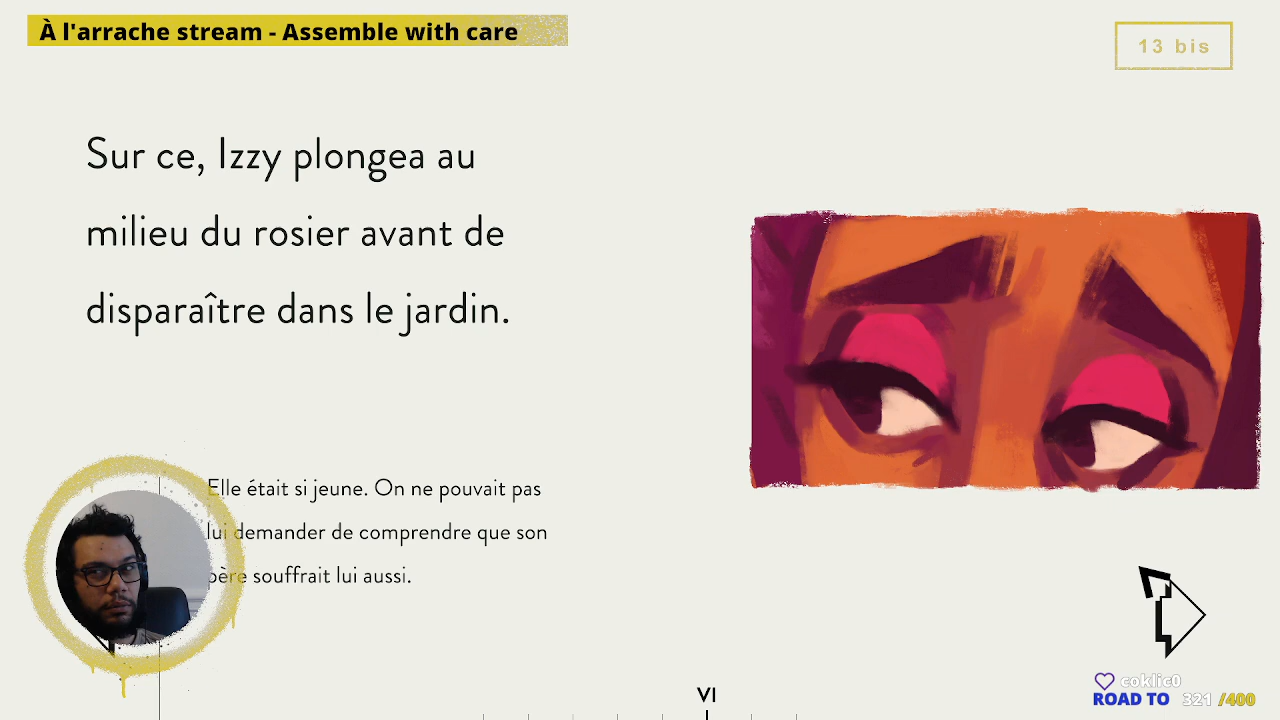 À l'arrache stream - Assemble with care
13 bis
Sur ce, Izzy plongea au
milieu du rosier avant de
disparaître dans le jardin.
Elle était si jeune. On ne pouvait pas
lui demander de comprendre que son
père souffrait lui aussi.
VI
coklic0
ROAD TO 321 /400